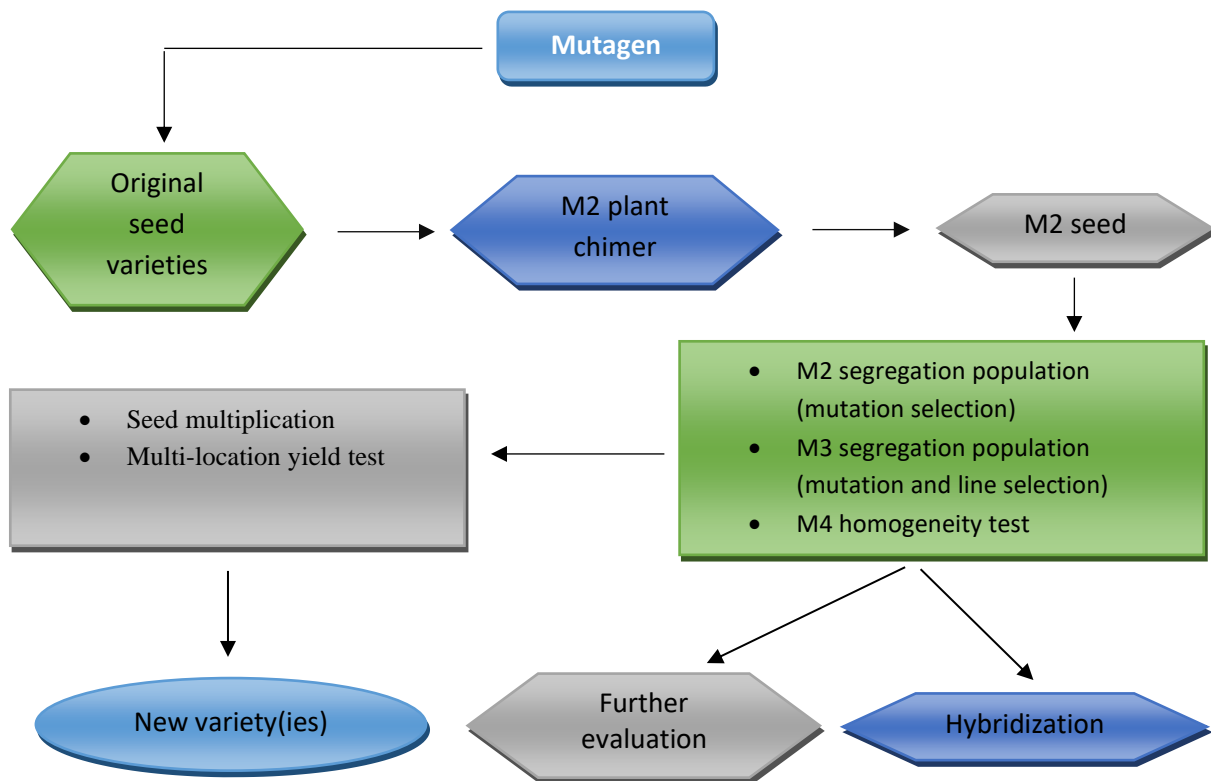 Mutagen
Original
seed
varieties
M2 plant
chimer
M2 seed
• M2 segregation population
(mutation selection)
• M3 segregation population
(mutation and line selection)
• M4 homogeneity test
• Seed multiplication
• Multi-location yield test
New variety(ies)
Further
evaluation
Hybridization